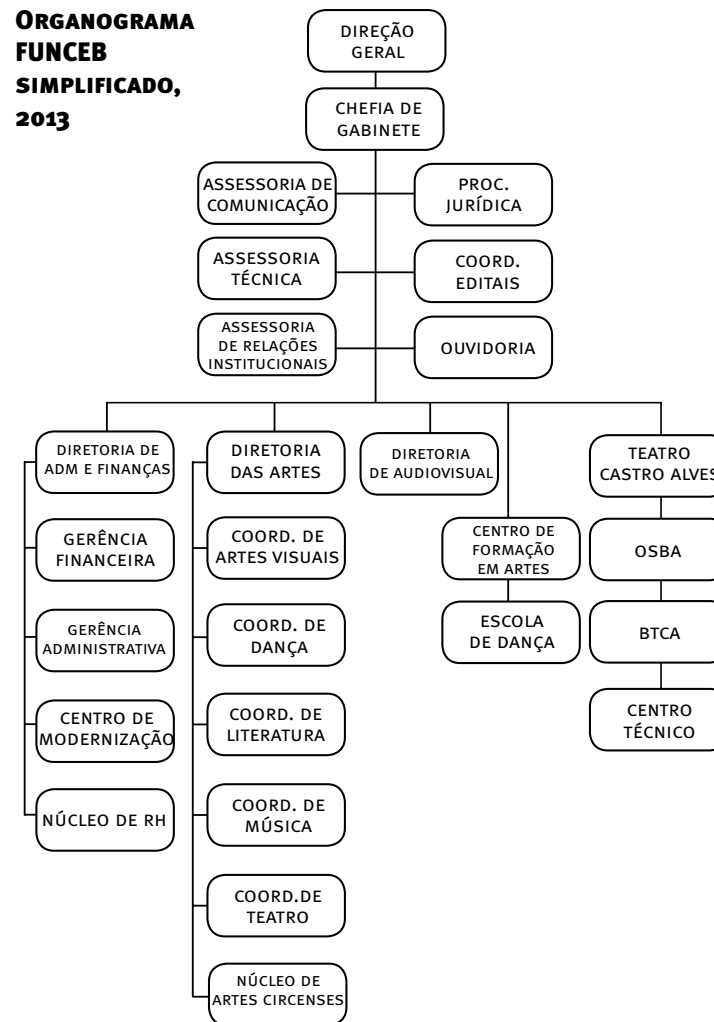 Organograma
FUNCEB
simplificado,
2013
DIREÇÃO
GERAL
CHEFIA DE
GABINETE
ASSESSORIA DE
COMUNICAÇÃO
PROC.
JURÍDICA
ASSESSORIA
TÉCNICA
COORD.
EDITAIS
ASSESSORIA
DE RELAÇÕES
INSTITUCIONAIS
OUVIDORIA
DIRETORIA DE
ADM E FINANÇAS
GERÊNCIA
FINANCEIRA
GERÊNCIA
ADMINISTRATIVA
CENTRO DE
MODERNIZAÇÃO
NÚCLEO DE RH
DIRETORIA
DAS ARTES
COORD. DE
ARTES VISUAIS
COORD. DE
DANÇA
COORD. DE
LITERATURA
COORD. DE
MÚSICA
COORD.DE
TEATRO
NÚCLEO DE
ARTES CIRCENSES
DIRETORIA
DE AUDIOVISUAL
CENTRO DE
FORMAÇÃO
EM ARTES
ESCOLA
DE DANÇA
TEATRO
CASTRO ALVES
OSBA
BTCA
CENTRO
TÉCNICO